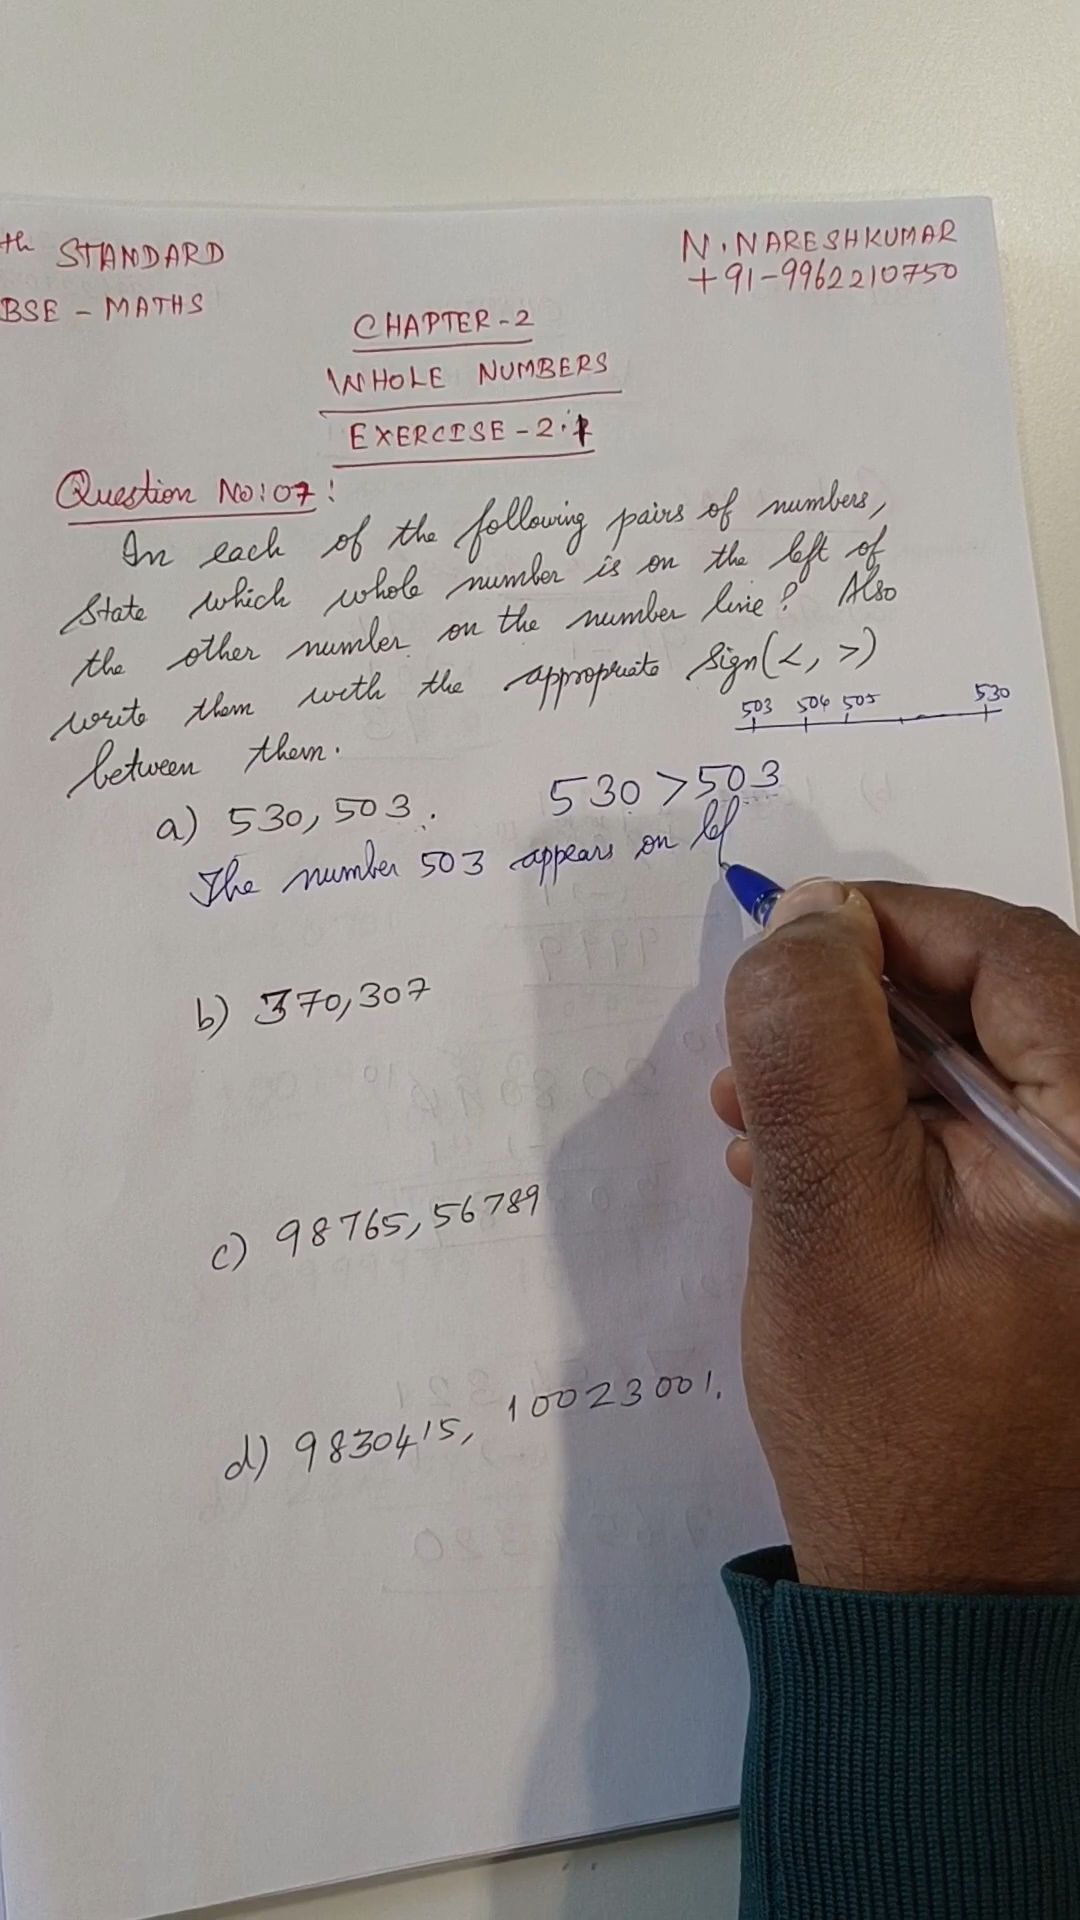 th STANDARD
BSE - MATHS
N. NARESHKUMAR
+91-9962210750
CHAPTER-2
WHOLE NUMBERS
EXERCISE-2.1
Question No:07:
In each of the following pairs of numbers,
State which whole number is on the left of
the other number on the number line? Also
write them with the appropriate sign(<, >)
between them.
503 504 505 530
a) 530, 503. 530 > 503
The number 503 appears on lef
b) 370, 307
c) 98765, 56789
d) 9830415, 10023001.